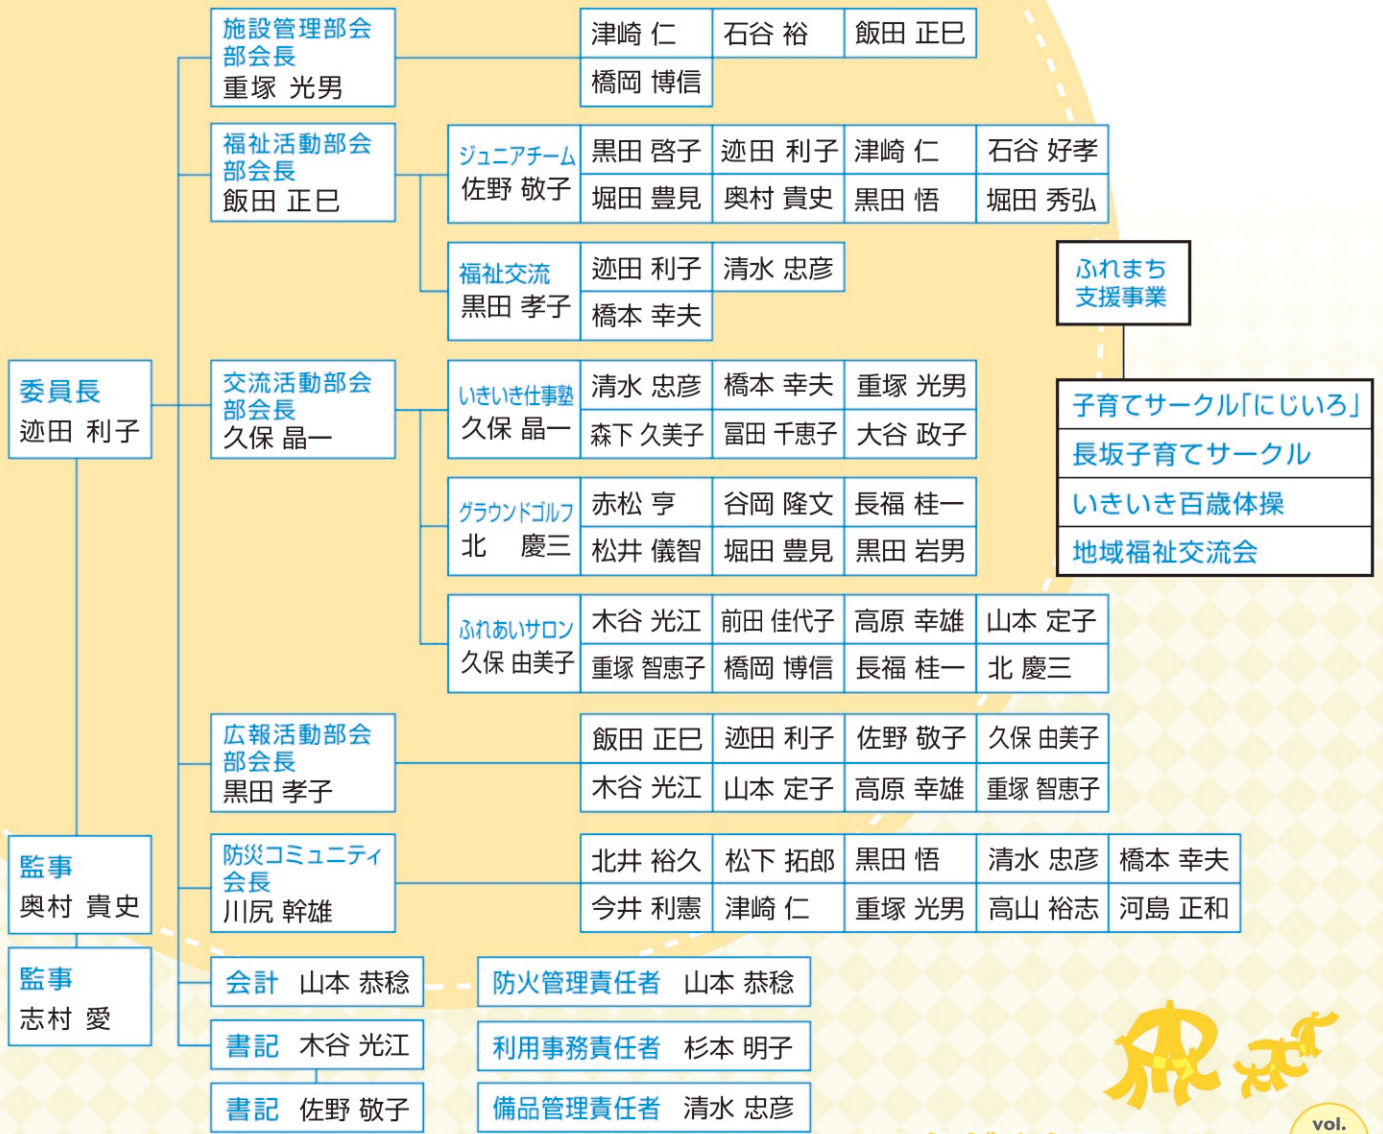 施設管理部会
部会長
重塚 光男
津崎 仁 石谷 裕 飯田 正巳
橋岡 博信
福祉活動部会
部会長
飯田 正巳
ジュニアチーム
佐野 敬子
黒田 啓子 迹田 利子 津崎 仁 石谷 好孝
堀田 豊見 奥村 貴史 黒田 悟 堀田 秀弘
福祉交流
黒田 孝子
迹田 利子 清水 忠彦
橋本 幸夫
ふれまち
支援事業
子育てサークル「にじいろ」
長坂子育てサークル
いきいき百歳体操
地域福祉交流会
委員長
迹田 利子
交流活動部会
部会長
久保 晶一
いきいき仕事塾
久保 晶一
清水 忠彦 橋本 幸夫 重塚 光男
森下 久美子 冨田 千恵子 大谷 政子
グラウンドゴルフ
北 慶三
赤松 亨 谷岡 隆文 長福 桂一
松井 儀智 堀田 豊見 黒田 岩男
ふれあいサロン
久保 由美子
木谷 光江 前田 佳代子 高原 幸雄 山本 定子
重塚 智恵子 橋岡 博信 長福 桂一 北 慶三
広報活動部会
部会長
黒田 孝子
飯田 正巳 迹田 利子 佐野 敬子 久保 由美子
木谷 光江 山本 定子 高原 幸雄 重塚 智恵子
防災コミュニティ
会長
川尻 幹雄
北井 裕久 松下 拓郎 黒田 悟 清水 忠彦 橋本 幸夫
今井 利憲 津崎 仁 重塚 光男 高山 裕志 河島 正和
監事
奥村 貴史
監事
志村 愛
会計 山本 恭稔
防火管理責任者 山本 恭稔
書記 木谷 光江
利用事務責任者 杉本 明子
書記 佐野 敬子
備品管理責任者 清水 忠彦
vol.